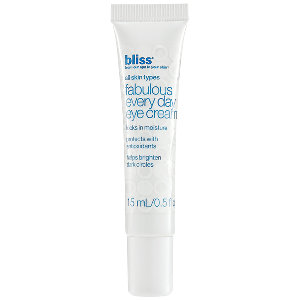 bliss
all skin types
fabulous
every day
eye cream
locks in moisture
protects with
antioxidants
helps brighten
dark circles
15 mL/0.5 fl